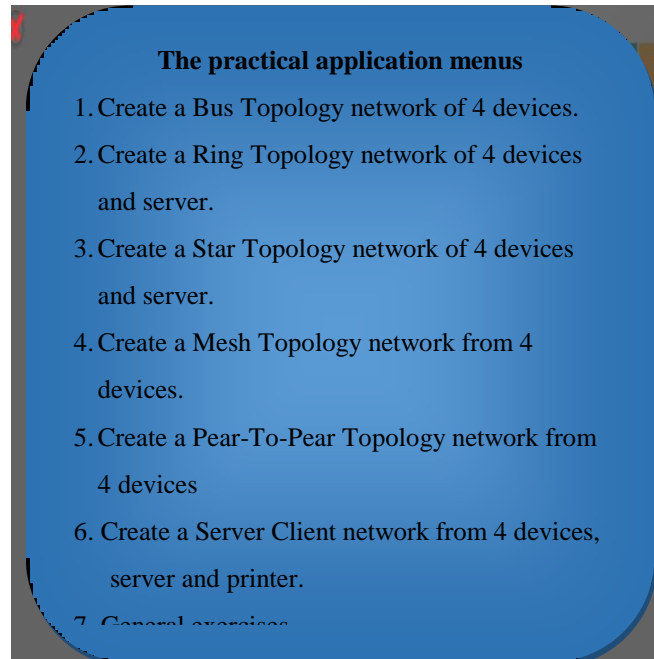 The practical application menus
1. Create a Bus Topology network of 4 devices.
2. Create a Ring Topology network of 4 devices
and server.
3. Create a Star Topology network of 4 devices
and server.
4. Create a Mesh Topology network from 4
devices.
5. Create a Pear-To-Pear Topology network from
4 devices
6. Create a Server Client network from 4 devices,
server and printer.
7. General exercises